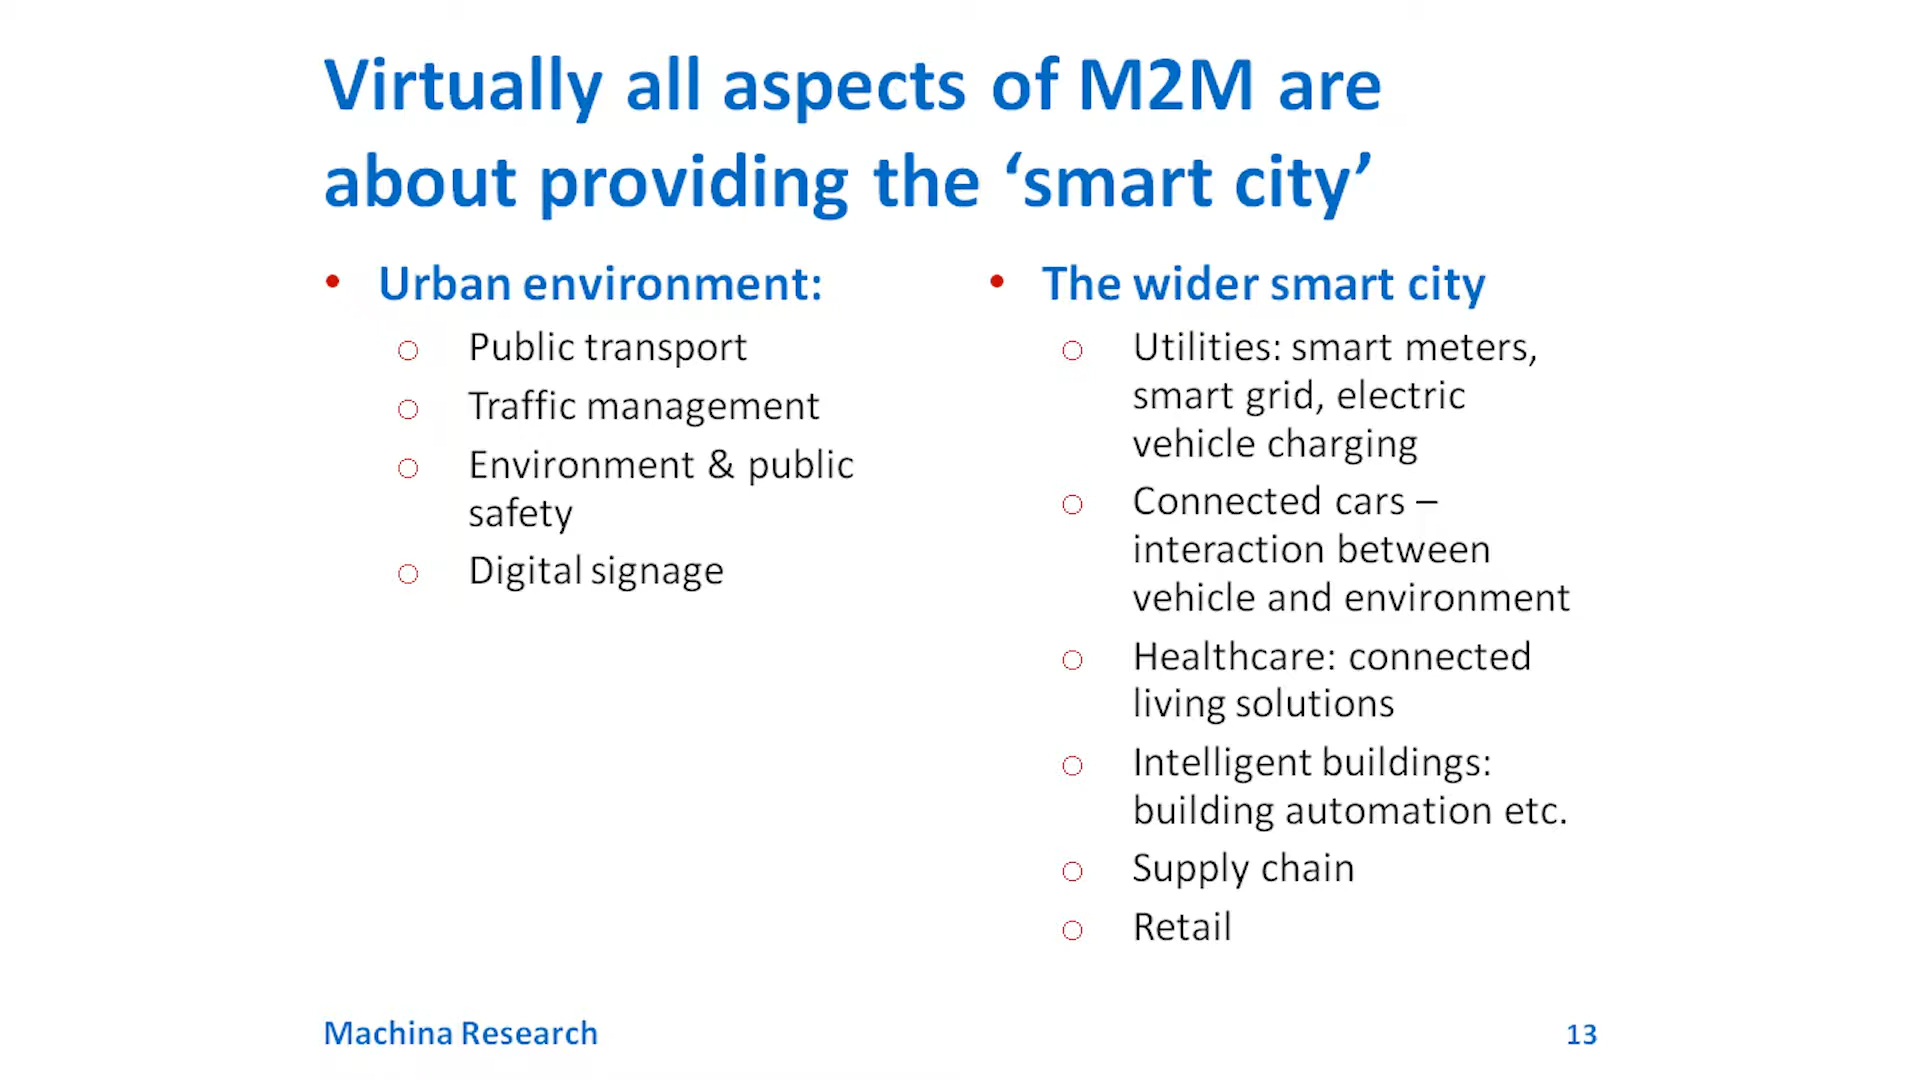 Virtually all aspects of M2M are
about providing the ‘smart city’
• Urban environment:
○ Public transport
○ Traffic management
○ Environment & public
safety
○ Digital signage
• The wider smart city
○ Utilities: smart meters,
smart grid, electric
vehicle charging
○ Connected cars –
interaction between
vehicle and environment
○ Healthcare: connected
living solutions
○ Intelligent buildings:
building automation etc.
○ Supply chain
○ Retail
Machina Research
13